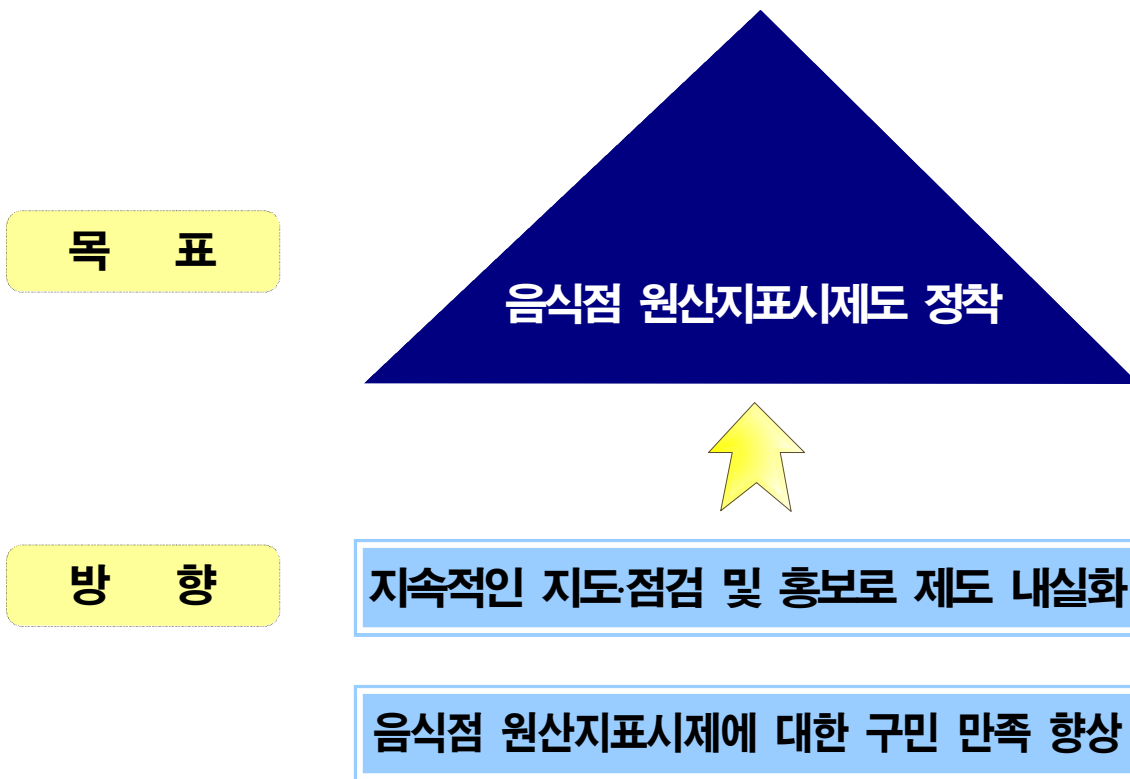 목 표
음식점 원산지표시제도 정착
방 향
지속적인 지도·점검 및 홍보로 제도 내실화
음식점 원산지표시제에 대한 구민 만족 향상